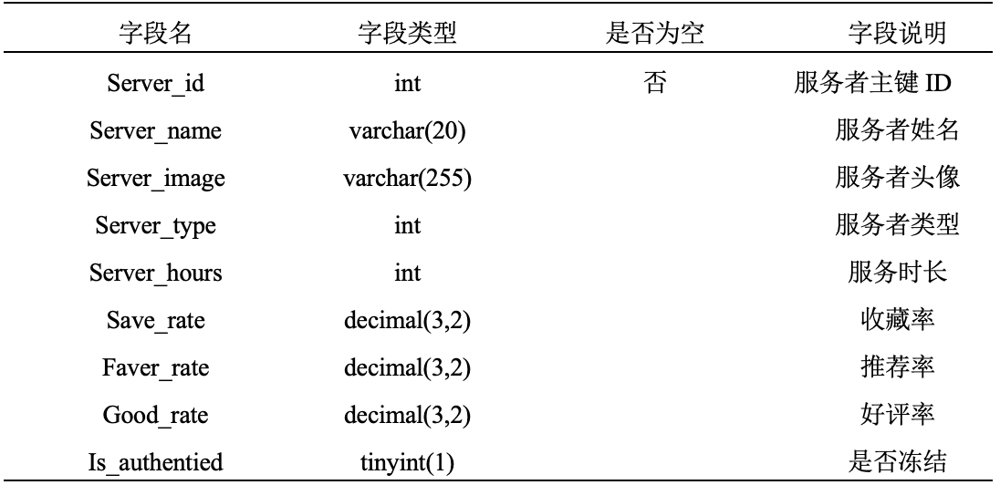 字段名 字段类型 是否为空 字段说明
Server_id int 否 服务者主键 ID
Server_name varchar(20) 服务者姓名
Server_image varchar(255) 服务者头像
Server_type int 服务者类型
Server_hours int 服务时长
Save_rate decimal(3,2) 收藏率
Faver_rate decimal(3,2) 推荐率
Good_rate decimal(3,2) 好评率
Is_authentied tinyint(1) 是否冻结